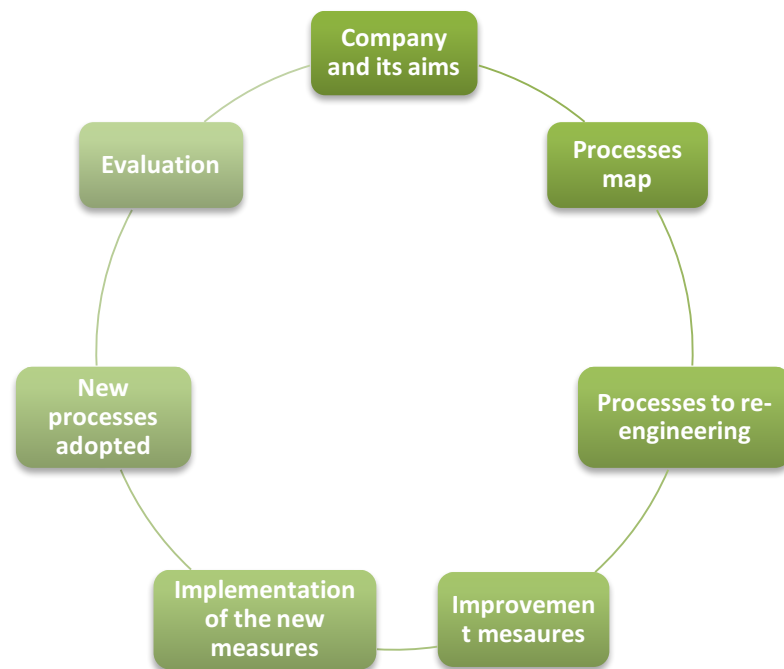 Company
and its aims
Processes
map
Processes to re-
engineering
Improvemen
t mesaures
Implementation
of the new
measures
New
processes
adopted
Evaluation